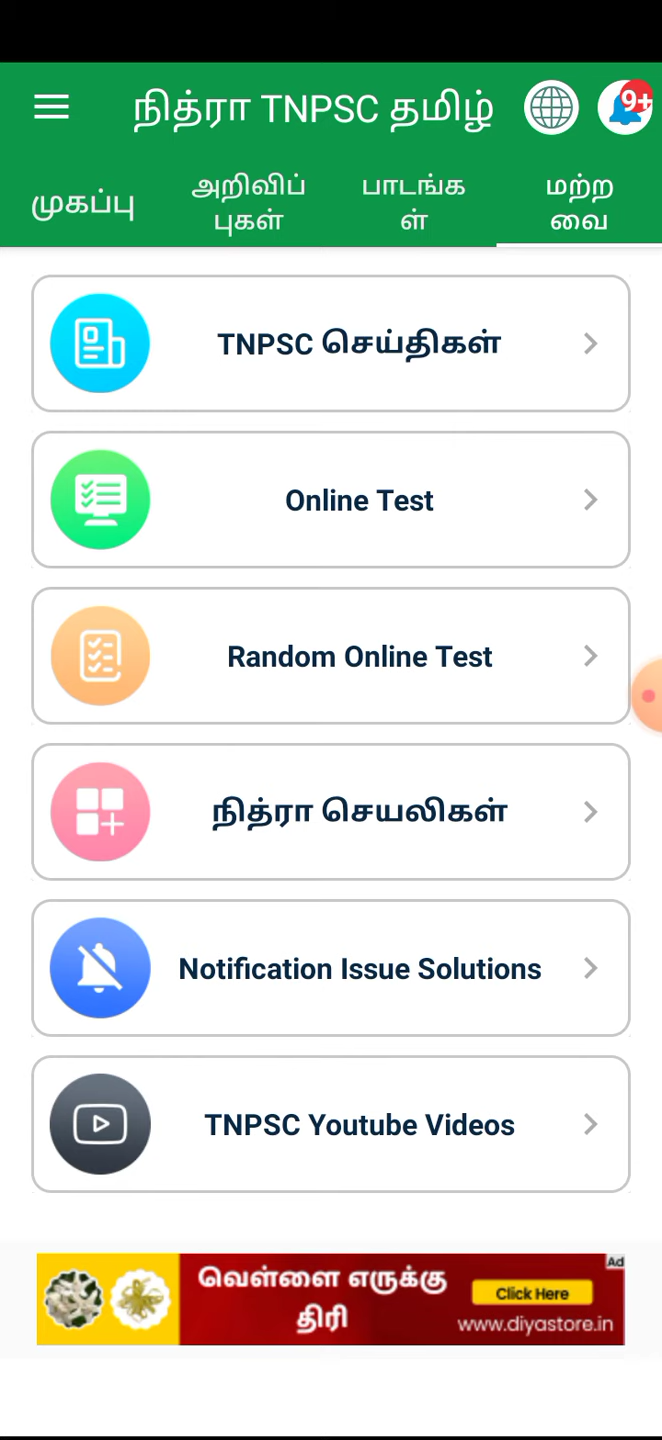 நித்ரா TNPSC தமிழ்
9+
முகப்பு
அறிவிப்
புகள்
பாடங்க
ள்
மற்ற
வை
TNPSC செய்திகள்
Online Test
Random Online Test
நித்ரா செயலிகள்
Notification Issue Solutions
TNPSC Youtube Videos
வெள்ளை எருக்கு
திரி
Ad
Click Here
www.diyastore.in